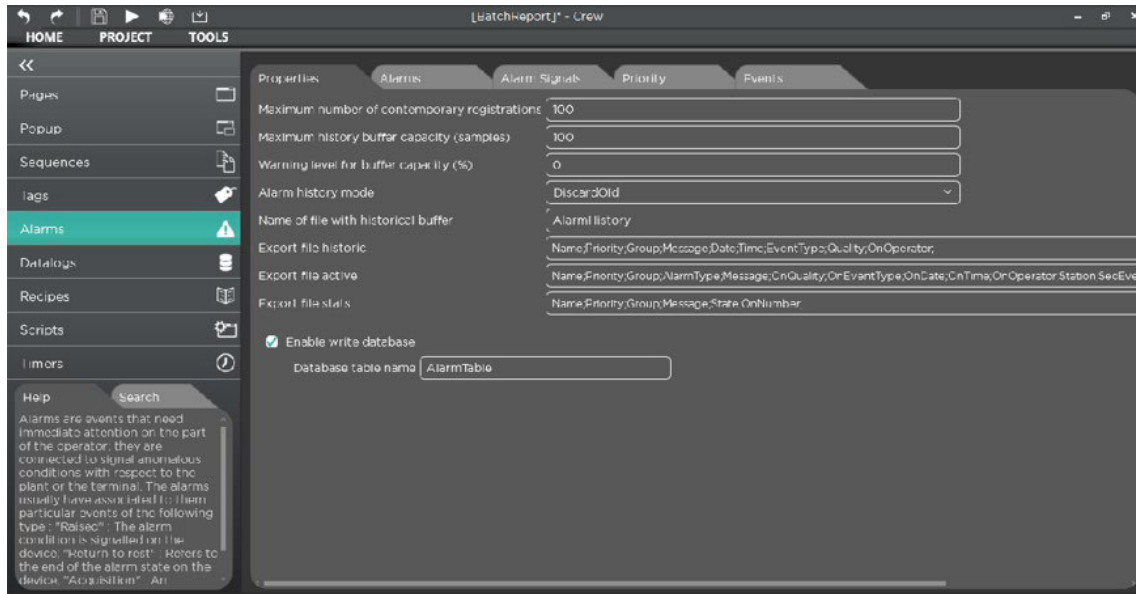 [BatchReport]* - Crew
HOME PROJECT TOOLS
Properties Alarms Alarm Signals Priority Events
Pages
Popup
Sequences
Tags
Alarms
Datalogs
Recipes
Scripts
Timers
Maximum number of contemporary registrations 100
Maximum history buffer capacity (samples) 100
Warning level for buffer capacity (%) 0
Alarm history mode DiscardOld
Name of file with historical buffer AlarmHistory
Export file historic Name;Priority;Group;Message;Date;Time;EventType;Quality;OnOperator;
Export file active Name;Priority;Group;AlarmType;Message;OnQuality;OnEventType;OnDate;OnTime;OnOperator;Station;SecEve
Export file stats Name;Priority;Group;Message;State;OnNumber;
Enable write database
Database table name AlarmTable
Help Search
Alarms are events that need
immediate attention on the part
of the operator; they are
connected to signal anomalous
conditions with respect to the
plant or the terminal. The alarms
usually have associated to them
particular events of the following
type : "Raised" : The alarm
condition is signalled on the
device; "Return to rest" : Refers to
the end of the alarm state on the
device, "Acquisition" : An